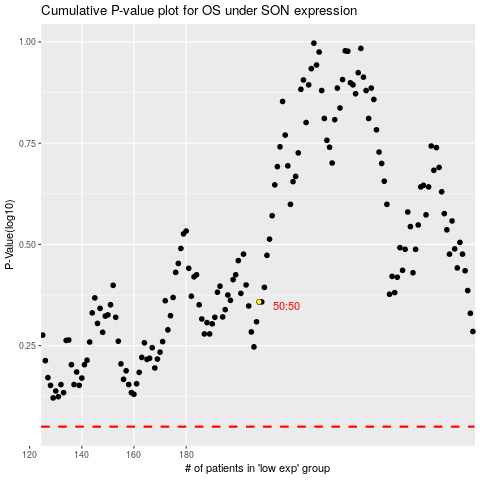 Cumulative P-value plot for OS under SON expression
1.00
0.75
0.50
0.25
P-Value(log10)
50:50
120 140 160 180
# of patients in 'low exp' group